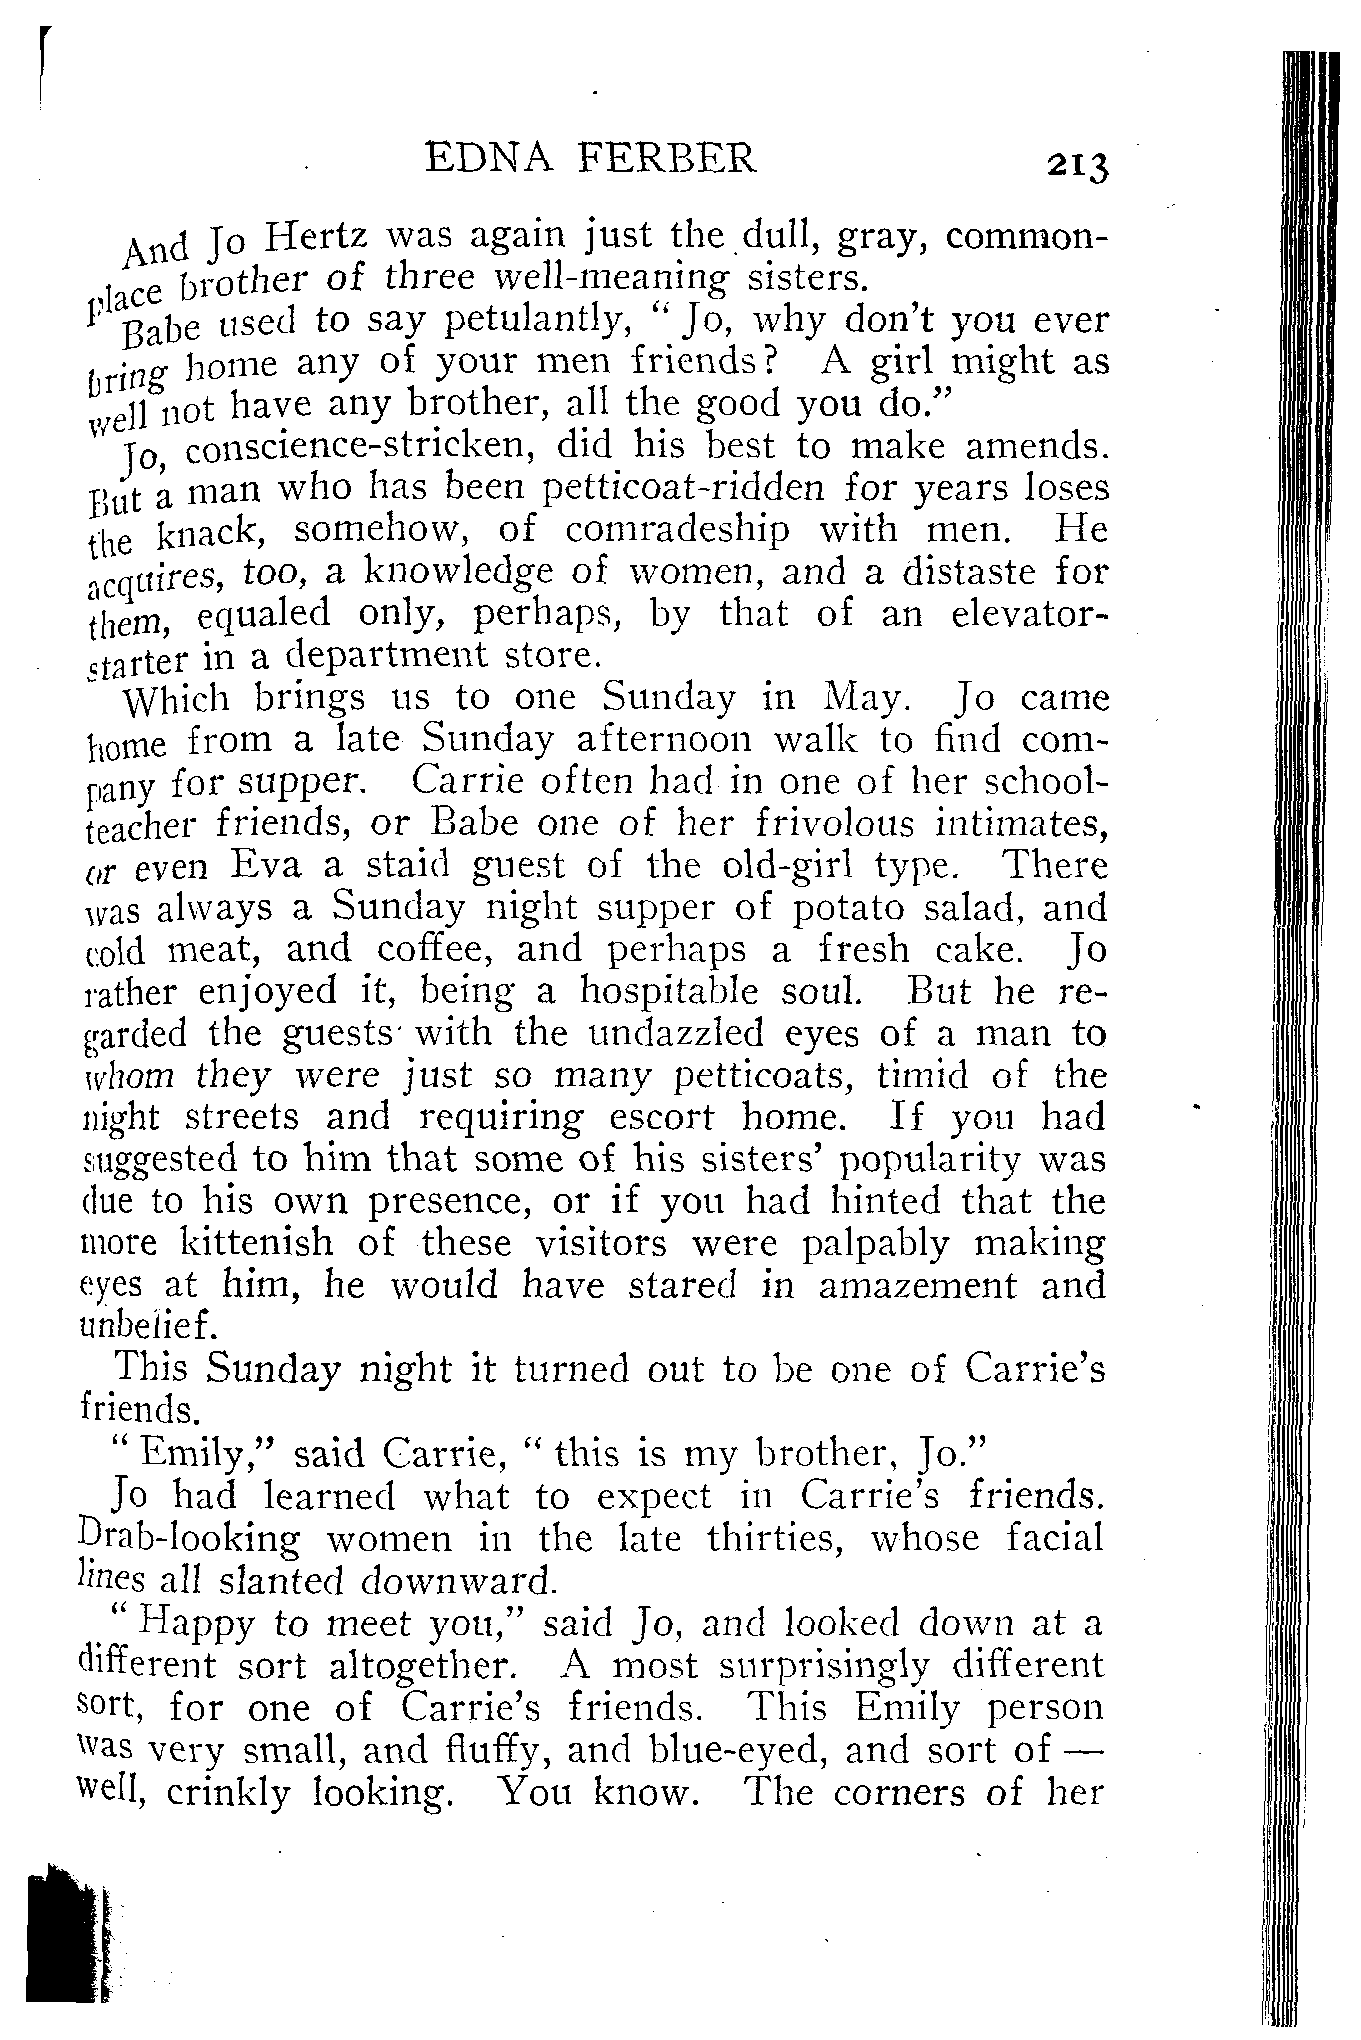 EDNA FERBER 213
And Jo Hertz was again just the dull, gray, common-
place brother of three well-meaning sisters.
Babe used to say petulantly, “ Jo, why don't you ever
bring home any of your men friends? A girl might as
well not have any brother, all the good you do.”
Jo, conscience-stricken, did his best to make amends.
But a man who has been petticoat-ridden for years loses
the knack, somehow, of comradeship with men. He
acquires, too, a knowledge of women, and a distaste for
them, equaled only, perhaps, by that of an elevator-
starter in a department store.
Which brings us to one Sunday in May. Jo came
home from a late Sunday afternoon walk to find com-
pany for supper. Carrie often had in one of her school-
teacher friends, or Babe one of her frivolous intimates,
or even Eva a staid guest of the old-girl type. There
was always a Sunday night supper of potato salad, and
cold meat, and coffee, and perhaps a fresh cake. Jo
rather enjoyed it, being a hospitable soul. But he re-
garded the guests with the undazzled eyes of a man to
whom they were just so many petticoats, timid of the
night streets and requiring escort home. If you had
suggested to him that some of his sisters' popularity was
due to his own presence, or if you had hinted that the
more kittenish of these visitors were palpably making
eyes at him, he would have stared in amazement and
unbelief.
This Sunday night it turned out to be one of Carrie's
friends.
“ Emily,” said Carrie, “ this is my brother, Jo.”
Jo had learned what to expect in Carrie's friends.
Drab-looking women in the late thirties, whose facial
lines all slanted downward.
“ Happy to meet you,” said Jo, and looked down at a
different sort altogether. A most surprisingly different
sort, for one of Carrie's friends. This Emily person
was very small, and fluffy, and blue-eyed, and sort of —
well, crinkly looking. You know. The corners of her